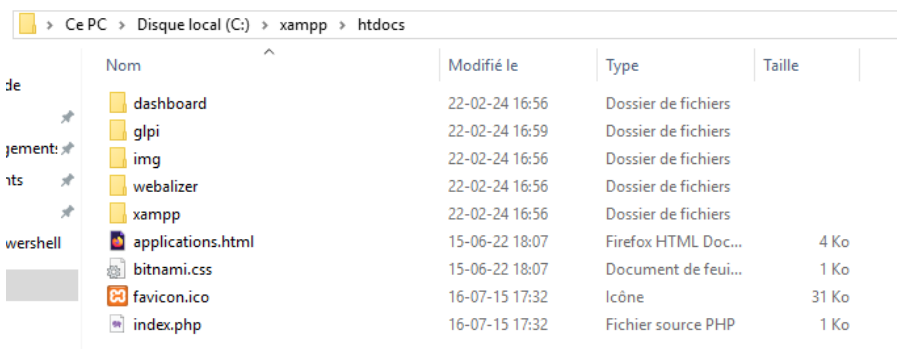 Ce PC > Disque local (C:) > xampp > htdocs
Nom Modifié le Type Taille
de
dashboard 22-02-24 16:56 Dossier de fichiers
glpi 22-02-24 16:59 Dossier de fichiers
gement:
img 22-02-24 16:56 Dossier de fichiers
nts
webalizer 22-02-24 16:56 Dossier de fichiers
xampp 22-02-24 16:56 Dossier de fichiers
wershell
applications.html 15-06-22 18:07 Firefox HTML Doc... 4 Ko
bitnami.css 15-06-22 18:07 Document de feui... 1 Ko
favicon.ico 16-07-15 17:32 Icône 31 Ko
index.php 16-07-15 17:32 Fichier source PHP 1 Ko